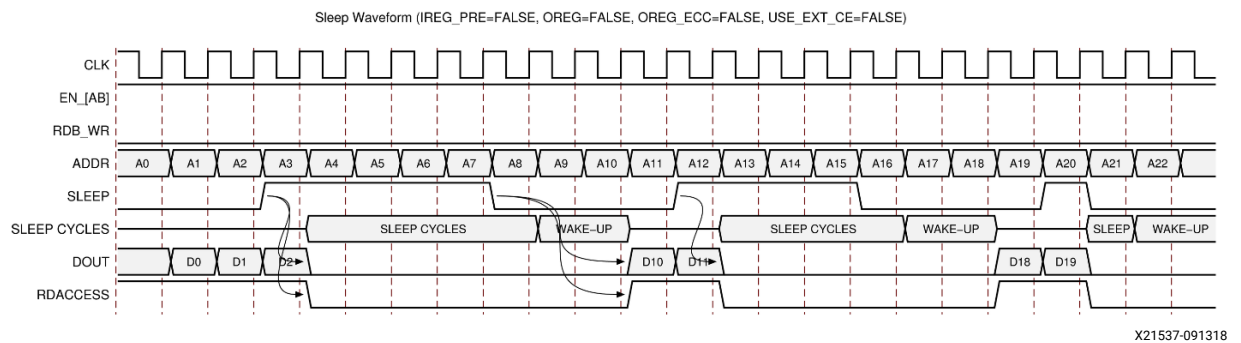 Sleep Waveform (IREG_PRE=FALSE, OREG=FALSE, OREG_ECC=FALSE, USE_EXT_CE=FALSE)
CLK
EN_[AB]
RDB_WR
ADDR A0 A1 A2 A3 A4 A5 A6 A7 A8 A9 A10 A11 A12 A13 A14 A15 A16 A17 A18 A19 A20 A21 A22
SLEEP
SLEEP CYCLES SLEEP CYCLES WAKE−UP SLEEP CYCLES WAKE−UP SLEEP WAKE−UP
DOUT D0 D1 D2 D10 D11 D18 D19
RDACCESS
X21537-091318